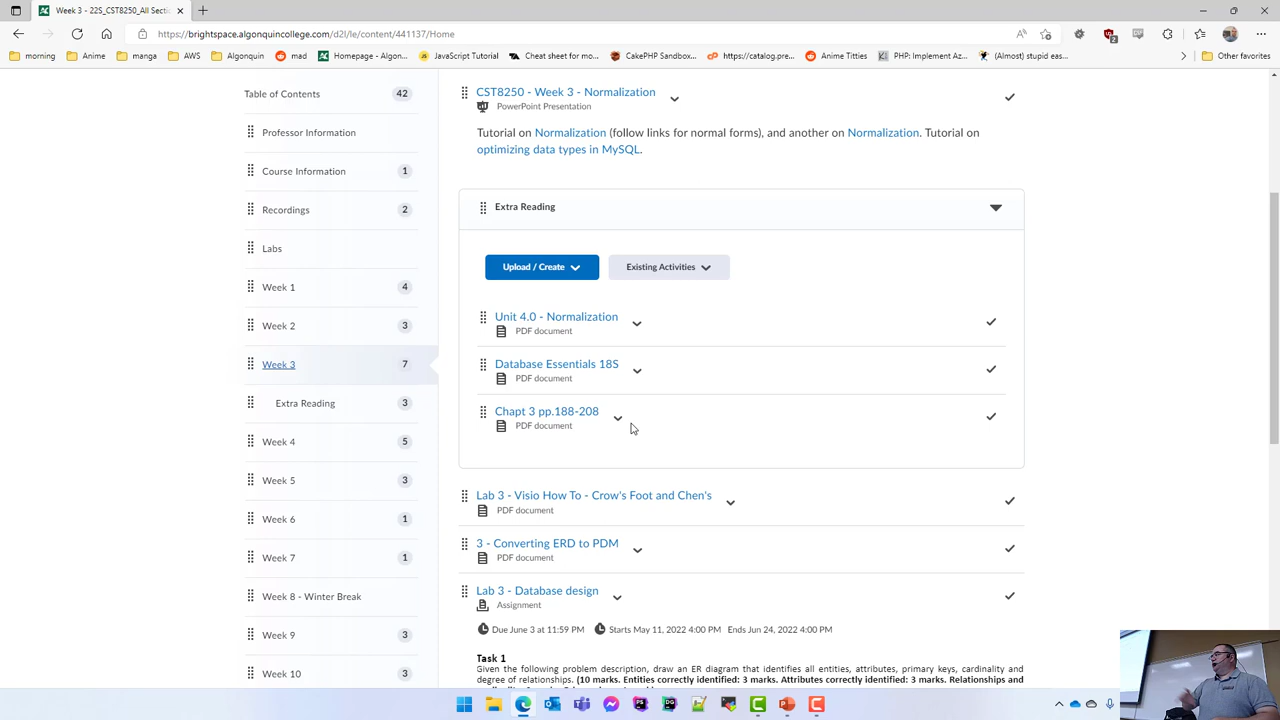 Week 3 - 22S_CST8250_All Sectio
https://brightspace.algonquincollege.com/d2l/le/content/441137/Home
morning
Anime
manga
AWS
Algonquin
mad
Homepage - Algon...
JavaScript Tutorial
Cheat sheet for mo...
CakePHP Sandbox...
https://catalog.pre...
Anime Titties
PHP: Implement Az...
(Almost) stupid eas...
Other favorites
Table of Contents 42
Professor Information
Course Information 1
Recordings 2
Labs
Week 1 4
Week 2 3
Week 3 7
Extra Reading 3
Week 4 5
Week 5 3
Week 6 1
Week 7 1
Week 8 - Winter Break
Week 9 3
Week 10 3
CST8250 - Week 3 - Normalization
PowerPoint Presentation
Tutorial on Normalization (follow links for normal forms), and another on Normalization. Tutorial on
optimizing data types in MySQL.
Extra Reading
Upload / Create
Existing Activities
Unit 4.0 - Normalization
PDF document
Database Essentials 18S
PDF document
Chapt 3 pp.188-208
PDF document
Lab 3 - Visio How To - Crow's Foot and Chen's
PDF document
3 - Converting ERD to PDM
PDF document
Lab 3 - Database design
Assignment
Due June 3 at 11:59 PM Starts May 11, 2022 4:00 PM Ends Jun 24, 2022 4:00 PM
Task 1
Given the following problem description, draw an ER diagram that identifies all entities, attributes, primary keys, cardinality and
degree of relationships. (10 marks. Entities correctly identified: 3 marks. Attributes correctly identified: 3 marks. Relationships and